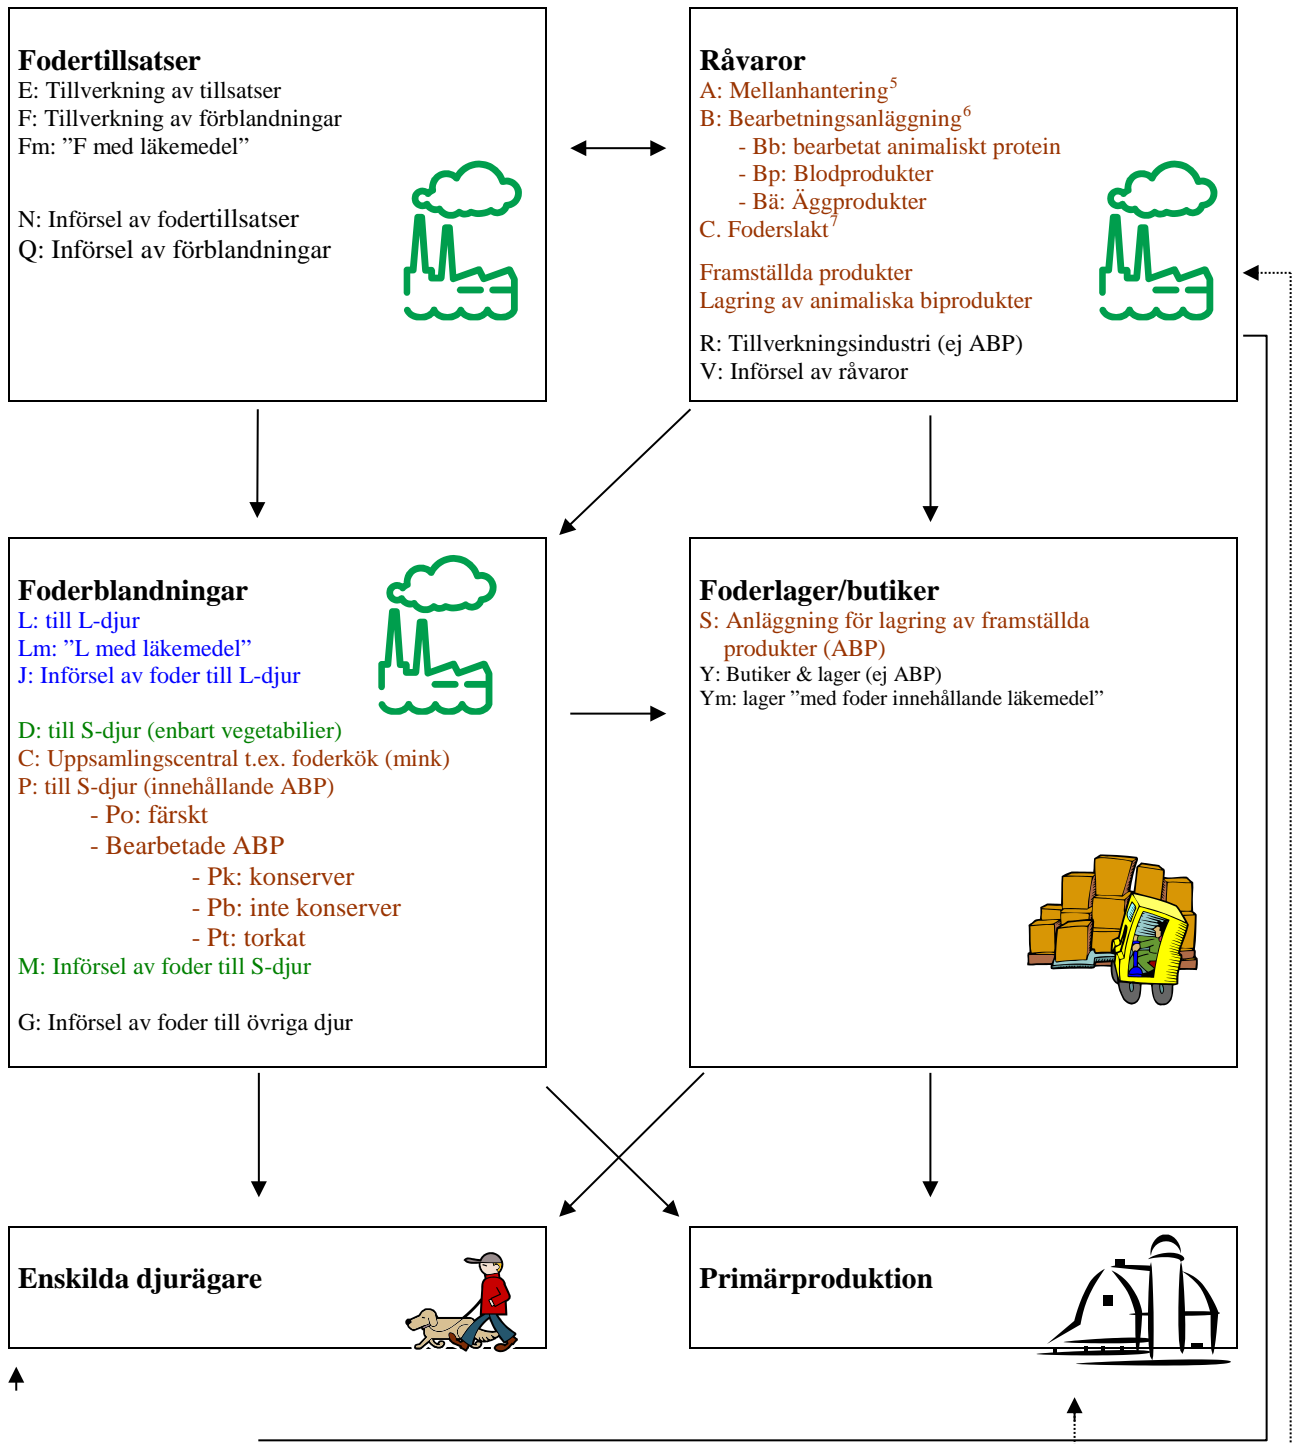 Fodertillsatser
E: Tillverkning av tillsatser
F: Tillverkning av förblandningar
Fm: ”F med läkemedel”
N: Införsel av fodertillsatser
Q: Införsel av förblandningar
Råvaror
A: Mellanhantering5
B: Bearbetningsanläggning6
- Bb: bearbetat animaliskt protein
- Bp: Blodprodukter
- Bä: Äggprodukter
C. Foderslakt7
Framställda produkter
Lagring av animaliska biprodukter
R: Tillverkningsindustri (ej ABP)
V: Införsel av råvaror
Foderblandningar
L: till L-djur
Lm: ”L med läkemedel”
J: Införsel av foder till L-djur
D: till S-djur (enbart vegetabilier)
C: Uppsamlingscentral t.ex. foderkök (mink)
P: till S-djur (innehållande ABP)
- Po: färskt
- Bearbetade ABP
- Pk: konserver
- Pb: inte konserver
- Pt: torkat
M: Införsel av foder till S-djur
G: Införsel av foder till övriga djur
Foderlager/butiker
S: Anläggning för lagring av framställda
produkter (ABP)
Y: Butiker & lager (ej ABP)
Ym: lager ”med foder innehållande läkemedel”
Enskilda djurägare
Primärproduktion